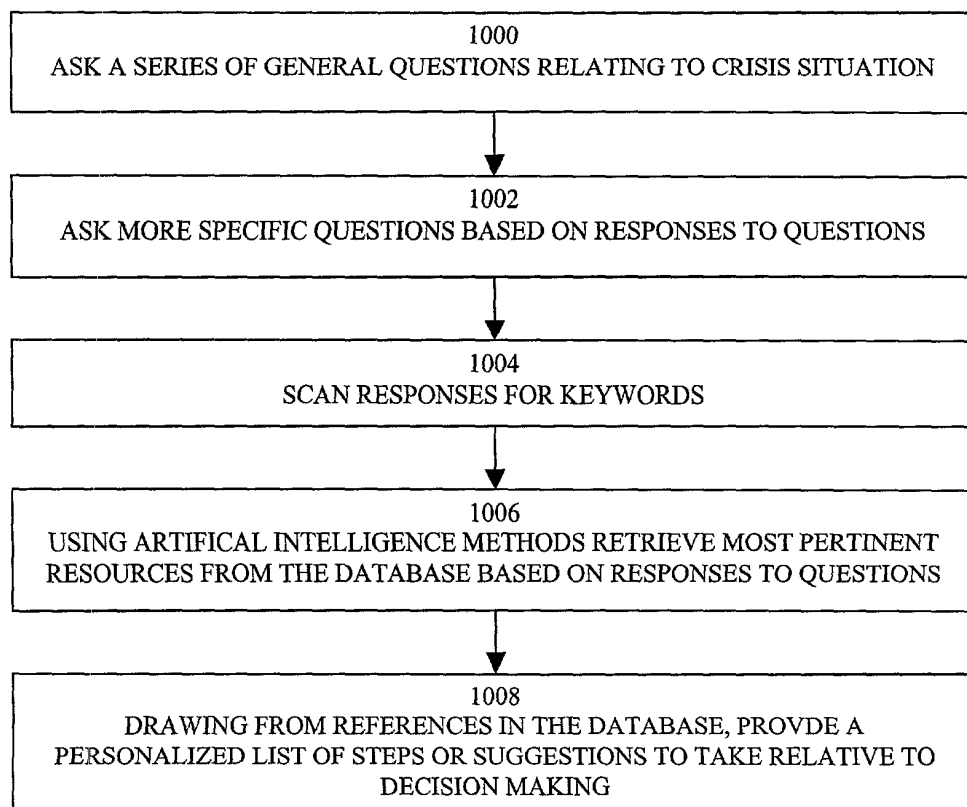 1000
ASK A SERIES OF GENERAL QUESTIONS RELATING TO CRISIS SITUATION
1002
ASK MORE SPECIFIC QUESTIONS BASED ON RESPONSES TO QUESTIONS
1004
SCAN RESPONSES FOR KEYWORDS
1006
USING ARTIFICAL INTELLIGENCE METHODS RETRIEVE MOST PERTINENT
RESOURCES FROM THE DATABASE BASED ON RESPONSES TO QUESTIONS
1008
DRAWING FROM REFERENCES IN THE DATABASE, PROVDE A
PERSONALIZED LIST OF STEPS OR SUGGESTIONS TO TAKE RELATIVE TO
DECISION MAKING